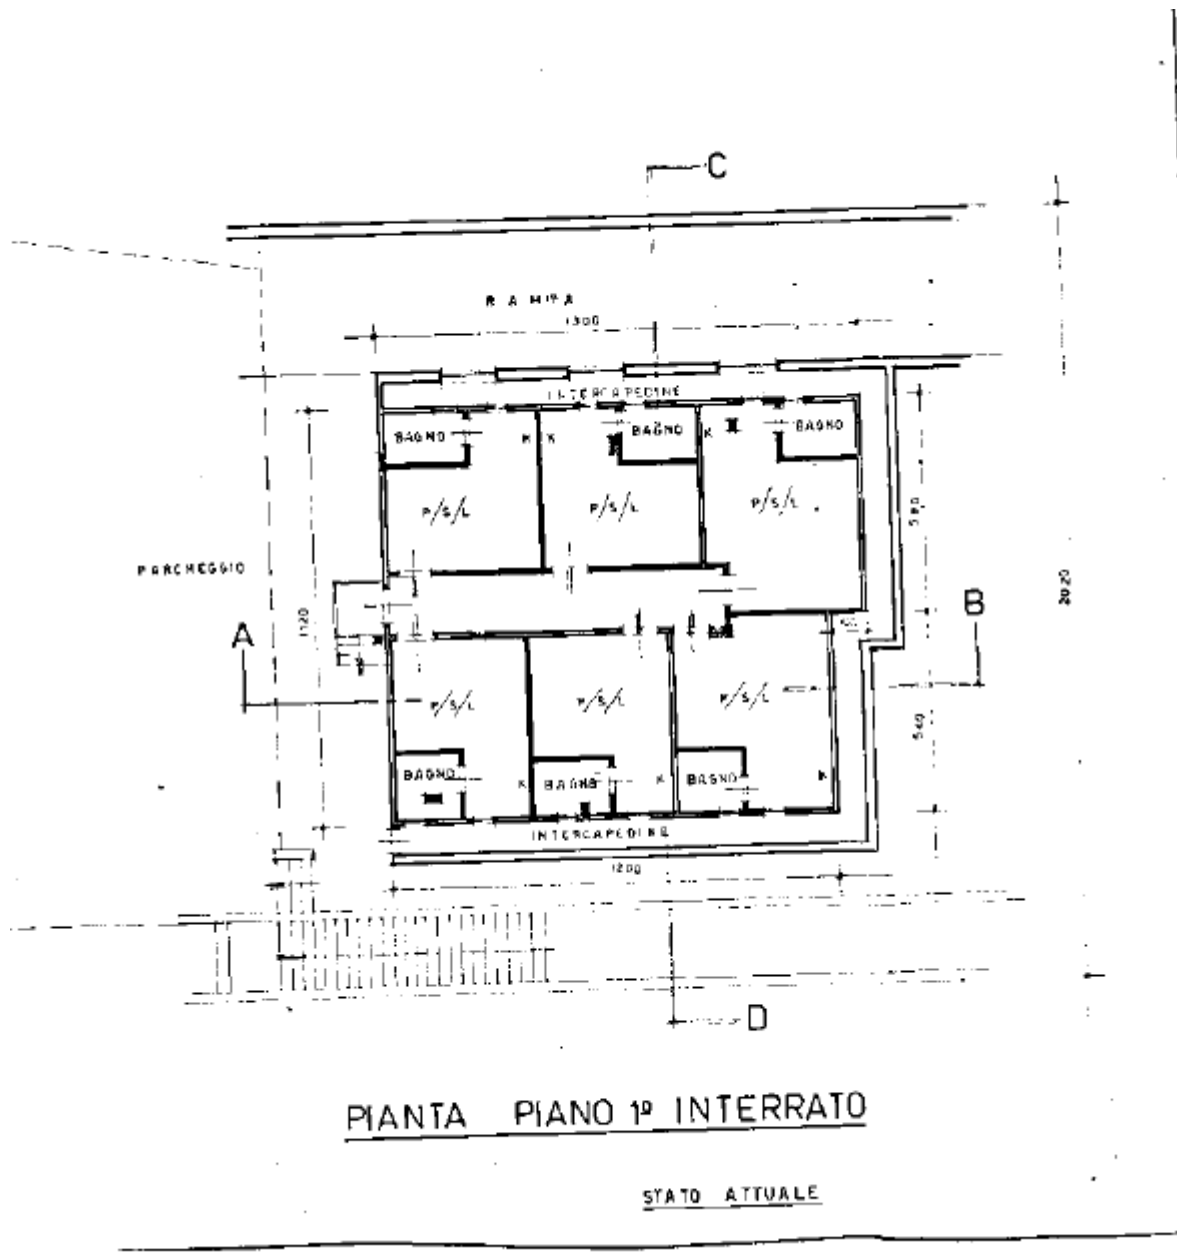 C
RAMPA
1300
INTERCAPEDINE
BAGNO K K BAGNO K BAGNO
P/S/L P/S/L P/S/L
580
PARCHEGGIO
2020
1120
A B
P/S/L P/S/L P/S/L
540
BAGNO K BAGNO K BAGNO K
INTERCAPEDINE
1200
D
PIANTA PIANO 1º INTERRATO
STATO ATTUALE